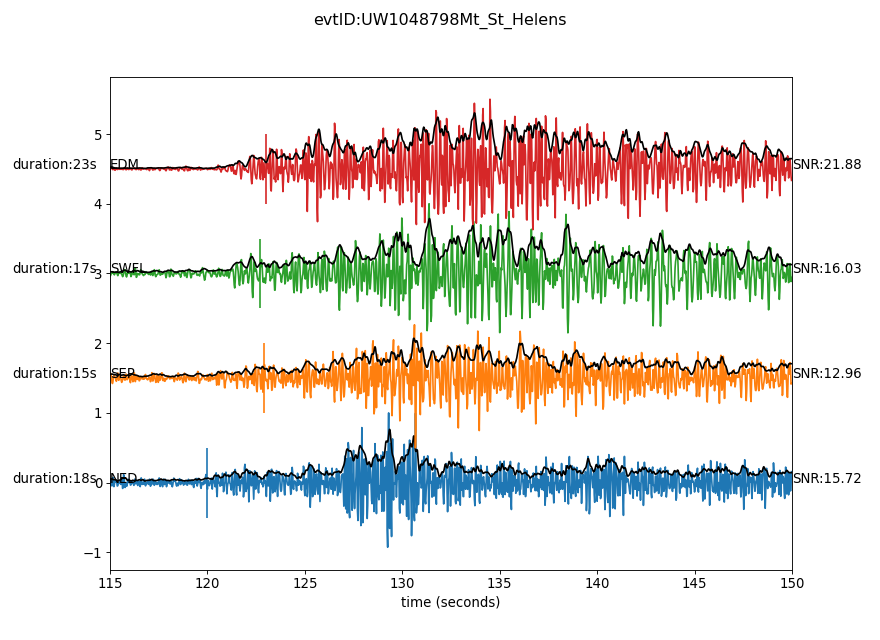 evtID:UW1048798Mt_St_Helens
5
duration:23s EDM SNR:21.88
4
duration:17s SWFL SNR:16.03
3
2
duration:15s SEP SNR:12.96
1
duration:18s NED SNR:15.72
0
−1
115 120 125 130 135 140 145 150
time (seconds)